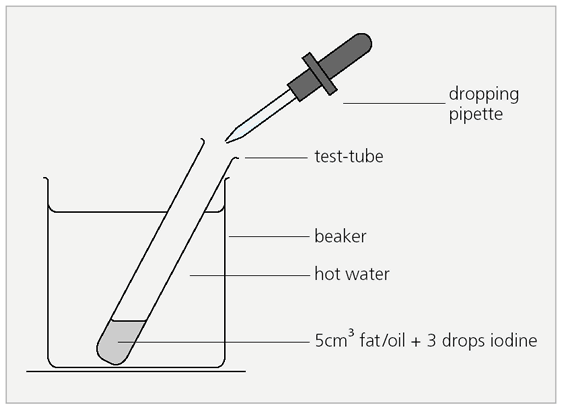 dropping
pipette
test-tube
beaker
hot water
5cm³ fat/oil + 3 drops iodine